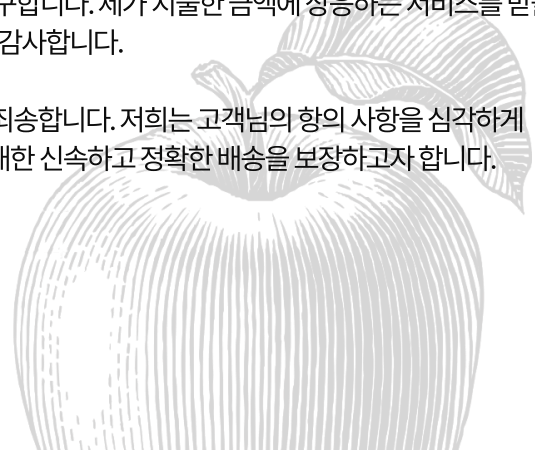 구입니다. 제가 지불한 금액에 상응하는 서비스를 받을
감사합니다.
죄송합니다. 저희는 고객님의 항의 사항을 심각하게
대한 신속하고 정확한 배송을 보장하고자 합니다.